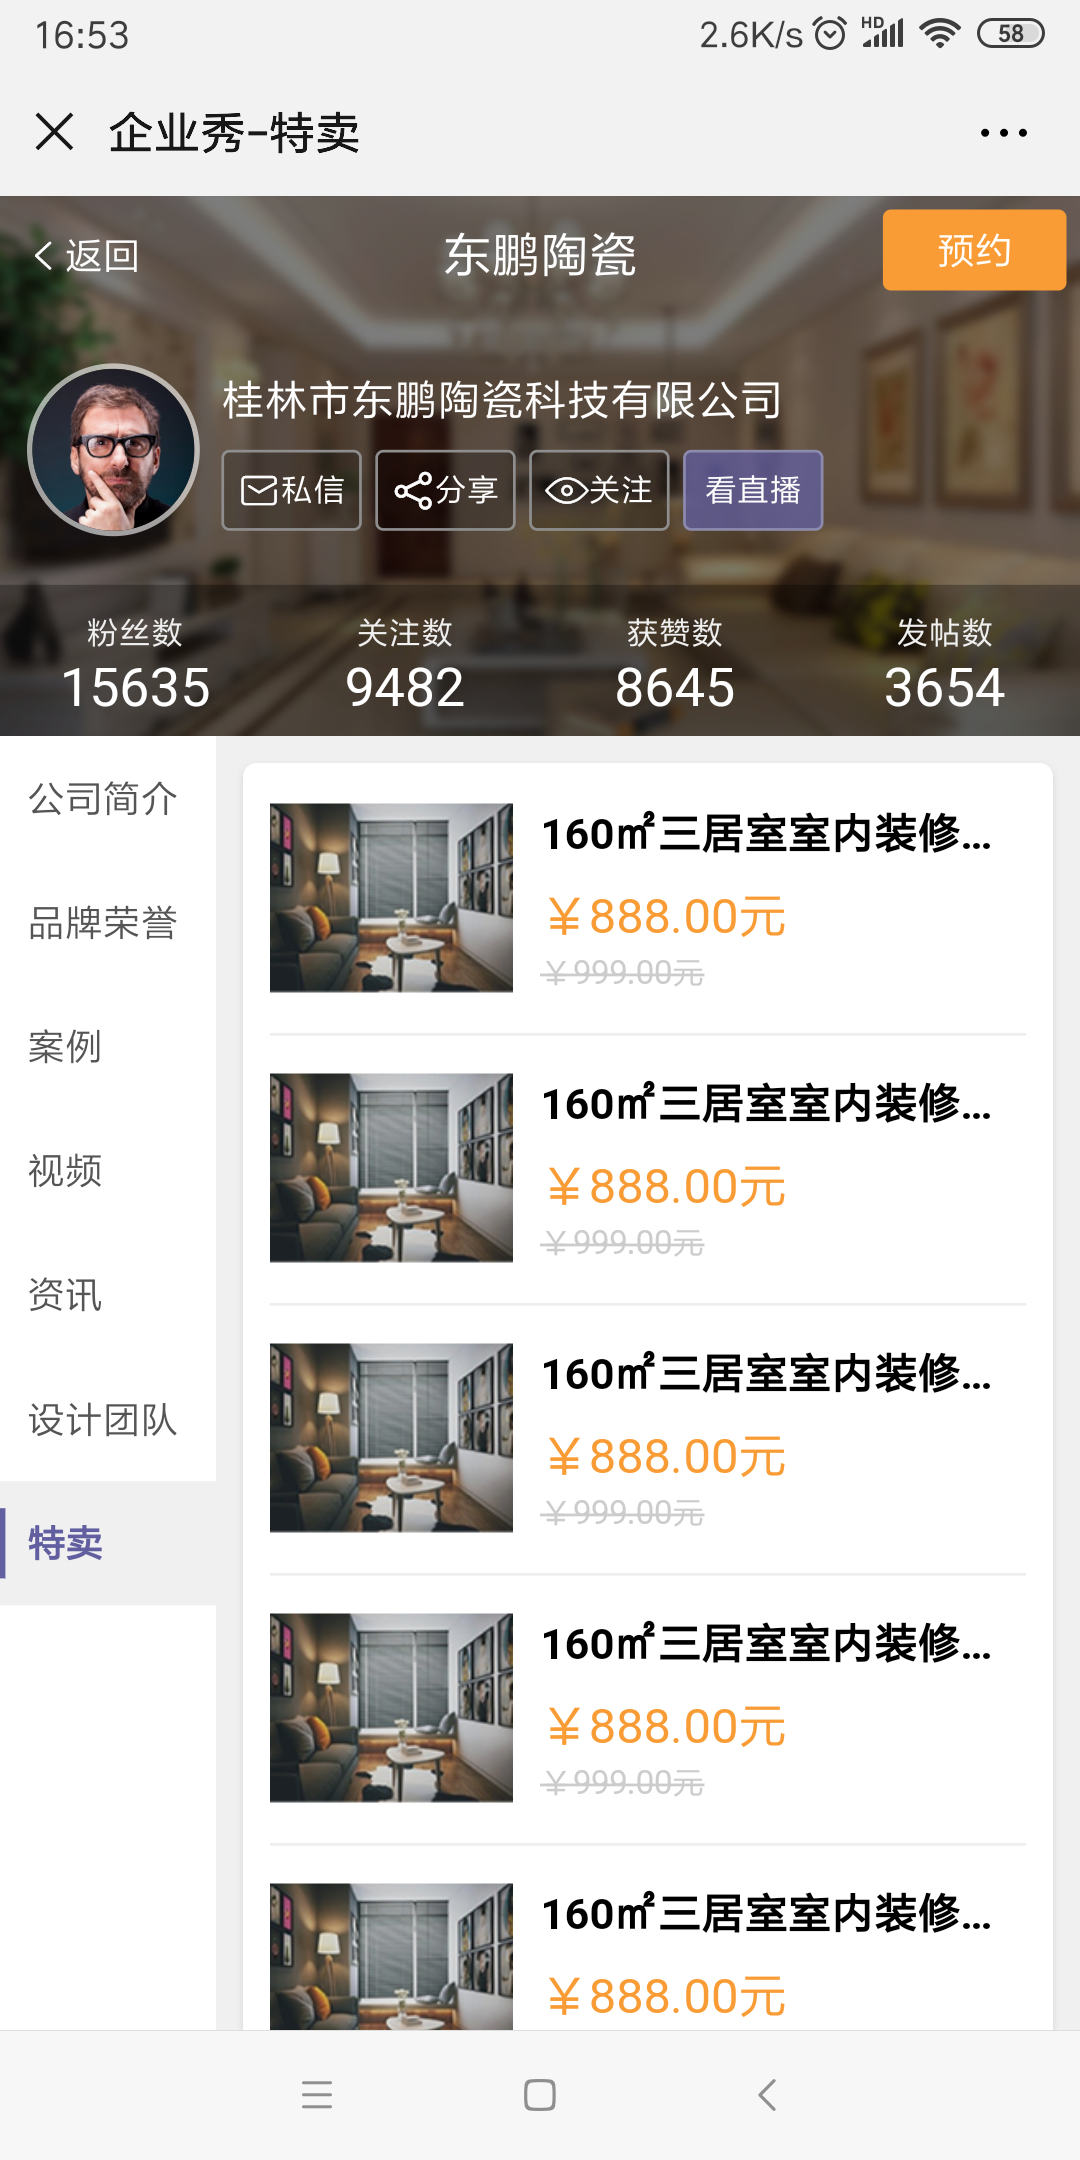 16:53
2.6K/s HD 58
企业秀-特卖
返回
东鹏陶瓷
预约
桂林市东鹏陶瓷科技有限公司
私信 分享 关注 看直播
粉丝数 关注数 获赞数 发帖数
15635 9482 8645 3654
公司简介
品牌荣誉
案例
视频
资讯
设计团队
特卖
160㎡三居室室内装修...
￥888.00元
￥999.00元
160㎡三居室室内装修...
￥888.00元
￥999.00元
160㎡三居室室内装修...
￥888.00元
￥999.00元
160㎡三居室室内装修...
￥888.00元
￥999.00元
160㎡三居室室内装修...
￥888.00元